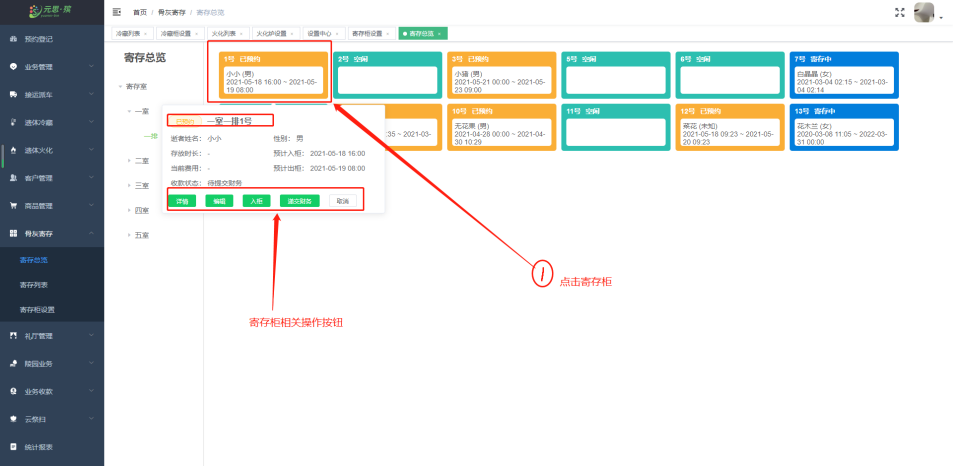 元思·殡
首页 / 骨灰寄存 / 寄存总览
冷藏列表 × 冷藏柜设置 × 火化列表 × 火化炉设置 × 设置中心 × 寄存柜设置 × 寄存总览 ×
预约登记
业务管理
接运派车
遗体冷藏
遗体火化
客户管理
商品管理
骨灰寄存
寄存总览
寄存列表
寄存柜设置
礼厅管理
陵园业务
业务收款
云祭扫
统计报表
寄存总览
寄存室
一室
一排
二室
三室
四室
五室
1号 已预约
小小 (男)
2021-05-18 16:00 ~ 2021-05-
19 08:00
2号 空闲
3号 已预约
小猫 (男)
2021-05-21 00:00 ~ 2021-05-
23 09:00
5号 空闲
6号 空闲
7号 寄存中
白晶晶 (女)
2021-03-04 02:15 ~ 2021-03-
04 02:14
:35 ~ 2021-03-
10号 已预约
无花果 (男)
2021-04-28 00:00 ~ 2021-04-
30 10:29
11号 空闲
12号 已预约
茶花 (未知)
2021-05-18 09:23 ~ 2021-05-
20 09:23
13号 寄存中
花木兰 (女)
2020-03-08 11:05 ~ 2022-03-
31 00:00
已预约 一室一排1号
逝者姓名： 小小 性别： 男
存放时长： - 预计入柜： 2021-05-18 16:00
当前费用： - 预计出柜： 2021-05-19 08:00
收款状态： 待提交财务
详情 编辑 入柜 提交财务 取消
1 点击寄存柜
寄存柜相关操作按钮